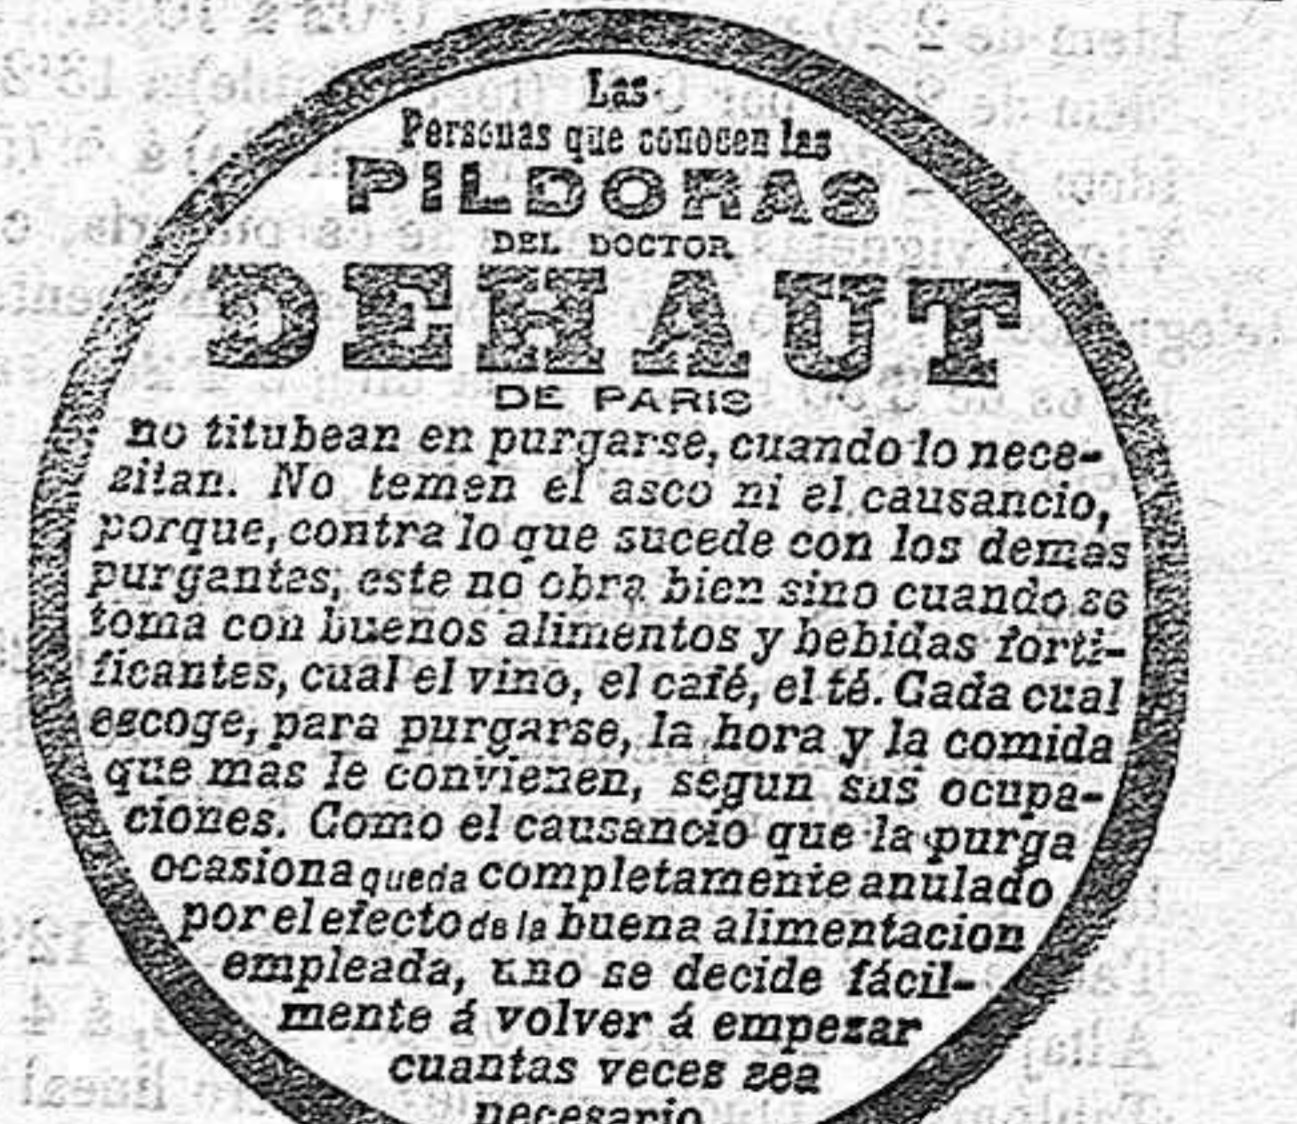 Las
Personas que conocen las
PILDORAS
DEL DOCTOR
DEHAUT
DE PARIS
no titubean en purgarse, cuando lo nece-
sitan. No temen el asco ni el causancio,
porque, contra lo que sucede con los demas
purgantes, este no obra bien sino cuando se
toma con buenos alimentos y bebidas forti-
ficantes, cual el vino, el café, el té. Cada cual
escoge, para purgarse, la hora y la comida
que mas le convienen, segun sus ocupa-
ciones. Como el causancio que la purga
ocasiona queda completamente anulado
por el efecto de la buena alimentacion
empleada, uno se decide fácil-
mente á volver á empezar
cuantas veces sea
necesario.